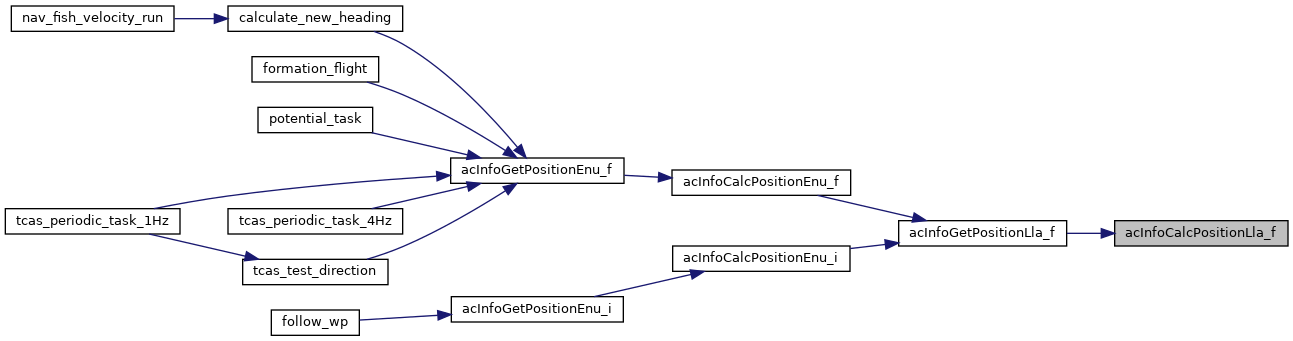 nav_fish_velocity_run
calculate_new_heading
formation_flight
potential_task
acInfoGetPositionEnu_f
acInfoCalcPositionEnu_f
tcas_periodic_task_1Hz
tcas_periodic_task_4Hz
acInfoGetPositionLla_f
acInfoCalcPositionLla_f
tcas_test_direction
acInfoCalcPositionEnu_i
acInfoGetPositionEnu_i
follow_wp